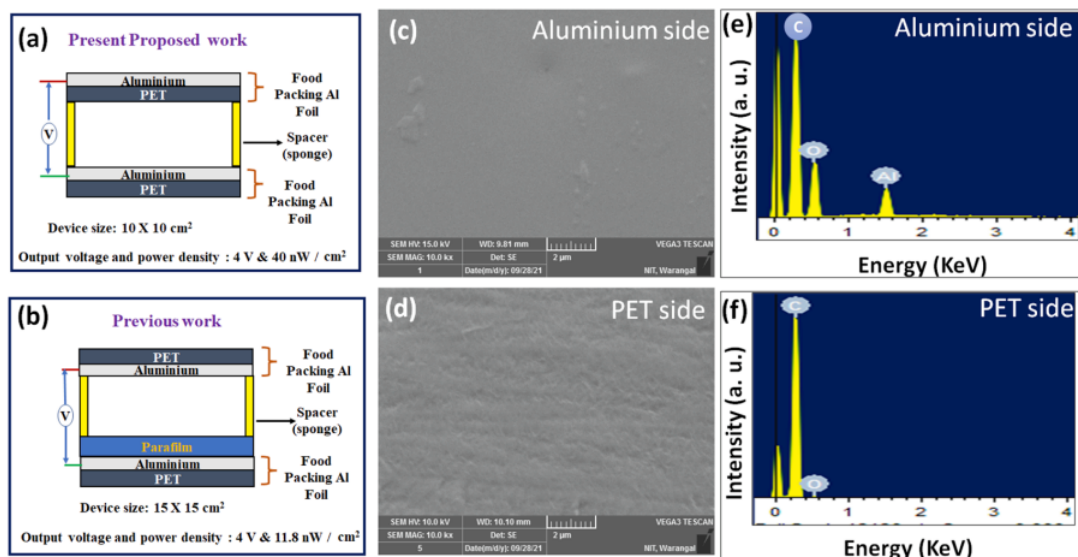 (a)
Present Proposed work
Aluminium
PET
Food
Packing Al
Foil
V
Spacer
(sponge)
Aluminium
PET
Food
Packing Al
Foil
Device size: 10 X 10 cm²
Output voltage and power density : 4 V & 40 nW / cm²
(b)
Previous work
PET
Aluminium
Food
Packing Al
Foil
V
Spacer
(sponge)
Parafilm
Aluminium
PET
Food
Packing Al
Foil
Device size: 15 X 15 cm²
Output voltage and power density : 4 V & 11.8 nW / cm²
(c)
Aluminium side
SEM HV: 15.0 kV
WD: 9.81 mm
VEGA3 TESCAN
SEM MAG: 10.0 kx
Det: SE
2 µm
1
Date(m/d/y): 09/28/21
NIT, Warangal
(d)
PET side
SEM HV: 10.0 kV
WD: 10.10 mm
VEGA3 TESCAN
SEM MAG: 10.0 kx
Det: SE
2 µm
5
Date(m/d/y): 09/28/21
NIT, Warangal
(e)
Aluminium side
C
O
Al
Intensity (a. u.)
0 1 2 3 4
Energy (KeV)
(f)
PET side
C
O
Intensity (a. u.)
0 1 2 3 4
Energy (KeV)